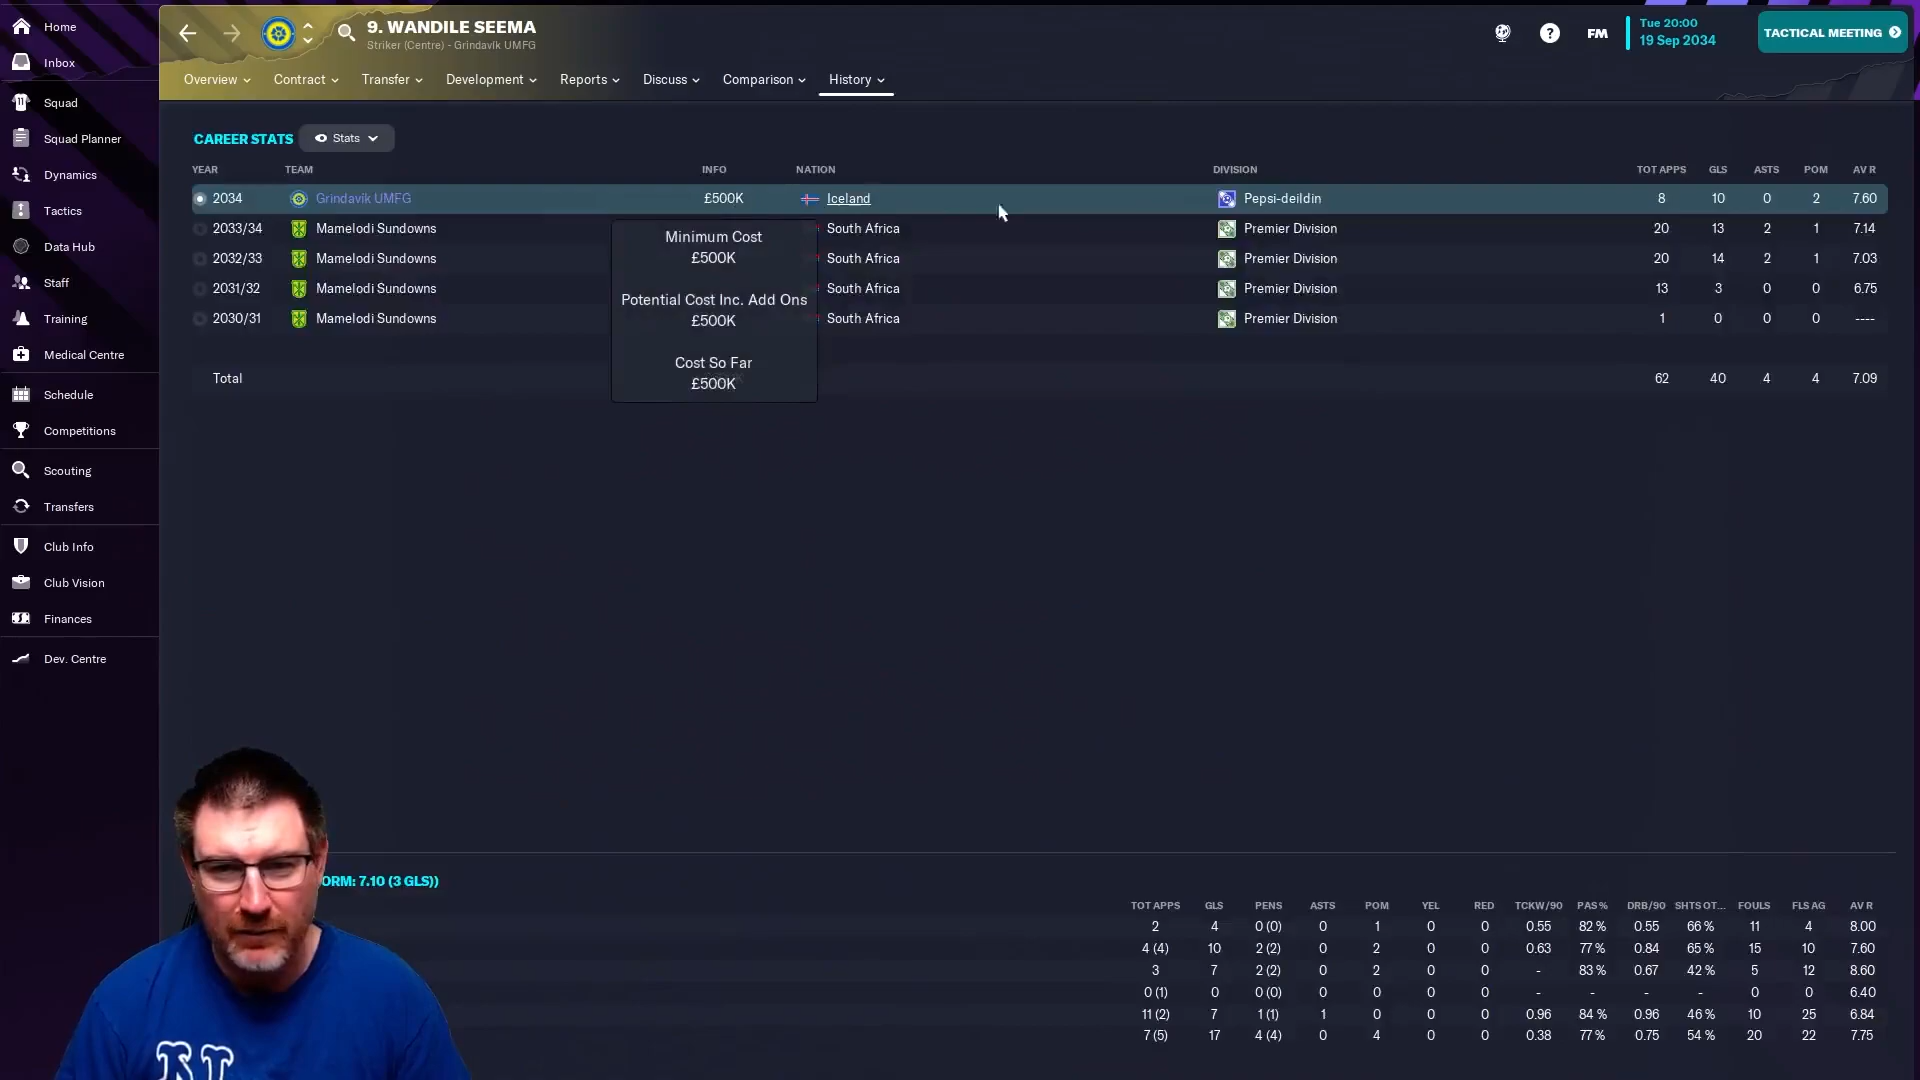 Home
Inbox
Squad
Squad Planner
Dynamics
Tactics
Data Hub
Staff
Training
Medical Centre
Schedule
Competitions
Scouting
Transfers
Club Info
Club Vision
Finances
Dev. Centre
9. WANDILE SEEMA
Striker (Centre) - Grindavík UMFG
FM
Tue 20:00
19 Sep 2034
TACTICAL MEETING
Overview Contract Transfer Development Reports Discuss Comparison History
CAREER STATS Stats
YEAR TEAM INFO NATION DIVISION TOT APPS GLS ASTS POM AV R
2034 Grindavík UMFG £500K Iceland Pepsi-deildin 8 10 0 2 7.60
2033/34 Mamelodi Sundowns South Africa Premier Division 20 13 2 1 7.14
2032/33 Mamelodi Sundowns South Africa Premier Division 20 14 2 1 7.03
2031/32 Mamelodi Sundowns South Africa Premier Division 13 3 0 0 6.75
2030/31 Mamelodi Sundowns South Africa Premier Division 1 0 0 0 ----
Total 62 40 4 4 7.09
Minimum Cost
£500K
Potential Cost Inc. Add Ons
£500K
Cost So Far
£500K
ORM: 7.10 (3 GLS))
TOT APPS GLS PENS ASTS POM YEL RED TCKW/90 PAS % DRB/90 SHTS OT... FOULS FLS AG AV R
2 4 0 (0) 0 1 0 0 0.55 82 % 0.55 66 % 11 4 8.00
4 (4) 10 2 (2) 0 2 0 0 0.63 77 % 0.84 65 % 15 10 7.60
3 7 2 (2) 0 2 0 0 - 83 % 0.67 42 % 5 12 8.60
0 (1) 0 0 (0) 0 0 0 0 - - - - 0 0 6.40
11 (2) 7 1 (1) 1 0 0 0 0.96 84 % 0.96 46 % 10 25 6.84
7 (5) 17 4 (4) 0 4 0 0 0.38 77 % 0.75 54 % 20 22 7.75